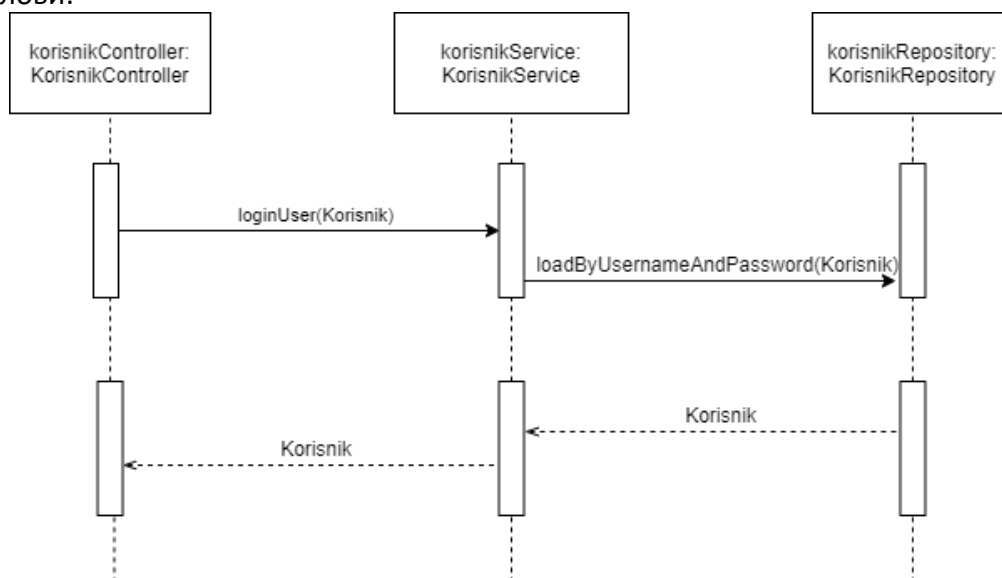 korisnikController:
KorisnikController
korisnikService:
KorisnikService
korisnikRepository:
KorisnikRepository
loginUser(Korisnik)
loadByUsernameAndPassword(Korisnik)
Korisnik
Korisnik